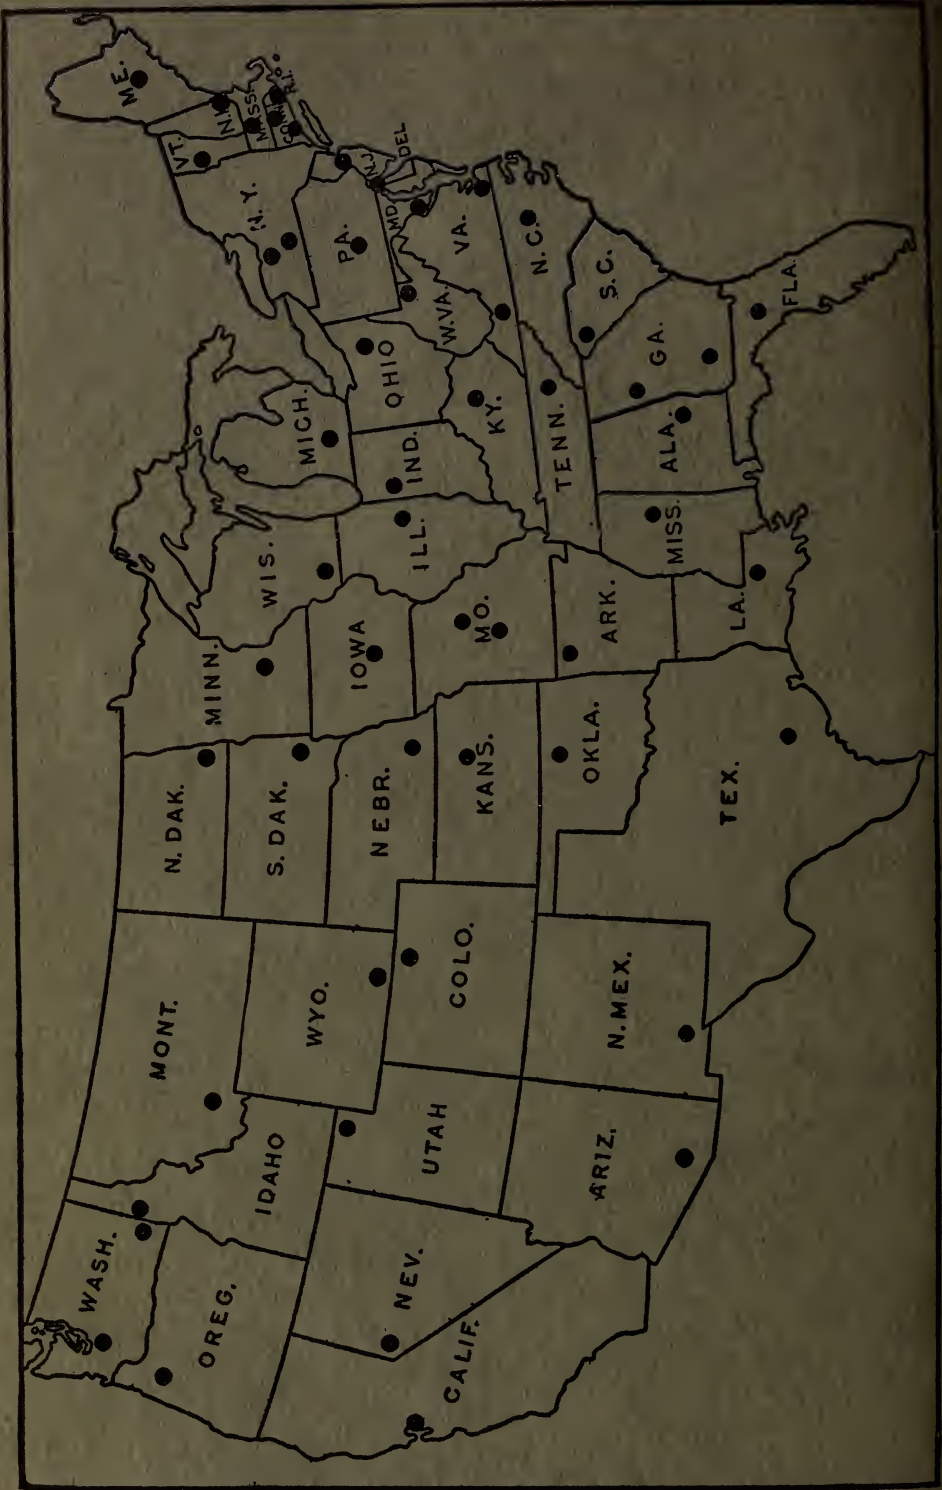 WASH.
OREG.
CALIF.
NEV.
IDAHO
MONT.
WYO.
UTAH
ARIZ.
COLO.
N.MEX.
N.DAK.
S.DAK.
NEBR.
KANS.
OKLA.
TEX.
MINN.
IOWA
MO.
ARK.
LA.
WIS.
ILL.
MISS.
MICH.
IND.
OHIO
KY.
TENN.
ALA.
GA.
FLA.
S.C.
N.C.
VA.
W.VA.
MD.
DEL
PA.
N.J
N.Y.
VT.
N.H
MASS.
CONN
R.I.
ME.